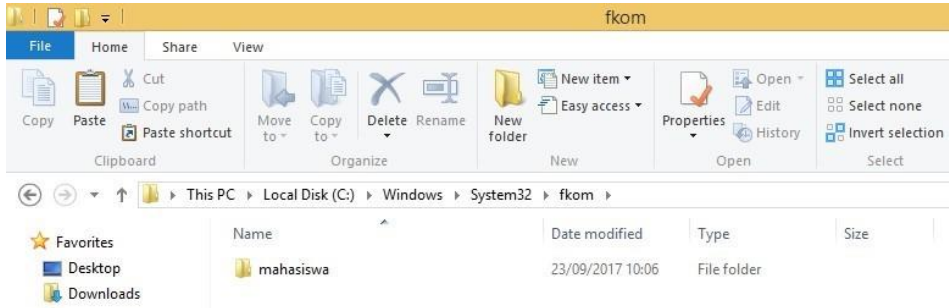 fkom
File Home Share View
Cut
Copy path
Paste shortcut
Copy
Paste
Clipboard
Move to
Copy to
Delete
Rename
Organize
New folder
New item
Easy access
New
Properties
Open
Edit
History
Open
Select all
Select none
Invert selection
Select
This PC Local Disk (C:) Windows System32 fkom
Favorites
Desktop
Downloads
Name Date modified Type Size
mahasiswa 23/09/2017 10:06 File folder